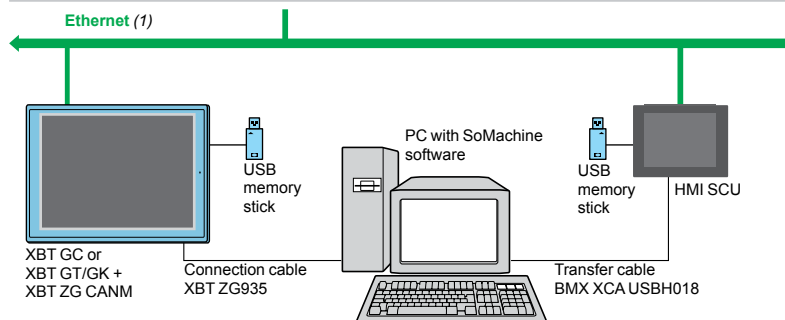 Ethernet (1)
PC with SoMachine
software
USB
memory
stick
USB
memory
stick
HMI SCU
XBT GC or
XBT GT/GK +
XBT ZG CANM
Connection cable
XBT ZG935
Transfer cable
BMX XCA USBH018